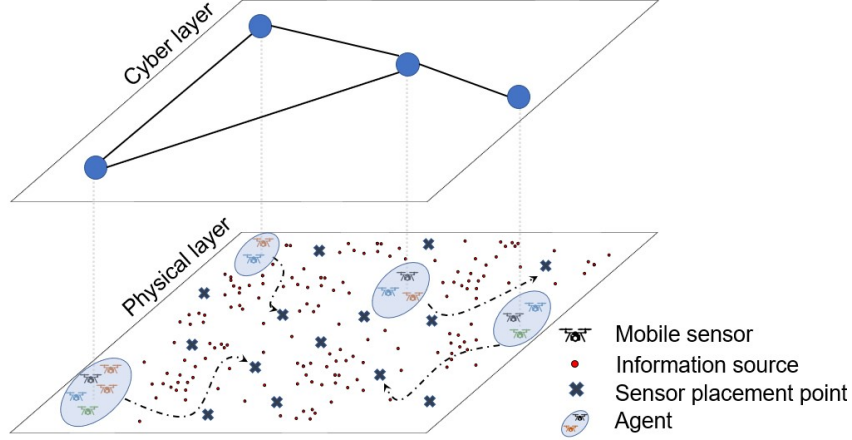 Cyber layer
Physical layer
Mobile sensor
Information source
Sensor placement point
Agent